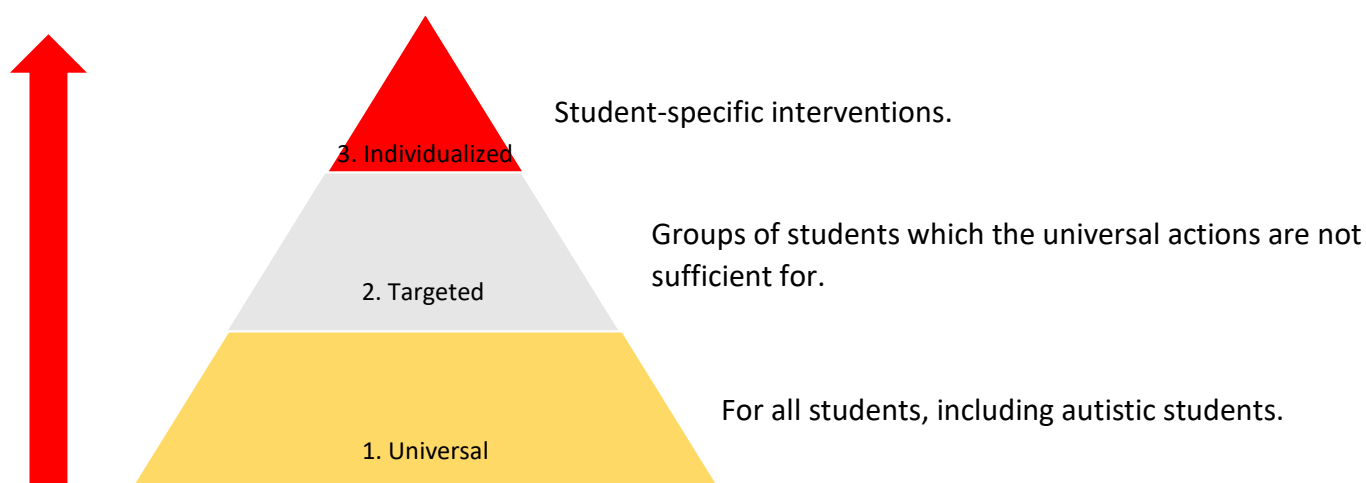 Student-specific interventions.
3. Individualized
Groups of students which the universal actions are not
sufficient for.
2. Targeted
For all students, including autistic students.
1. Universal